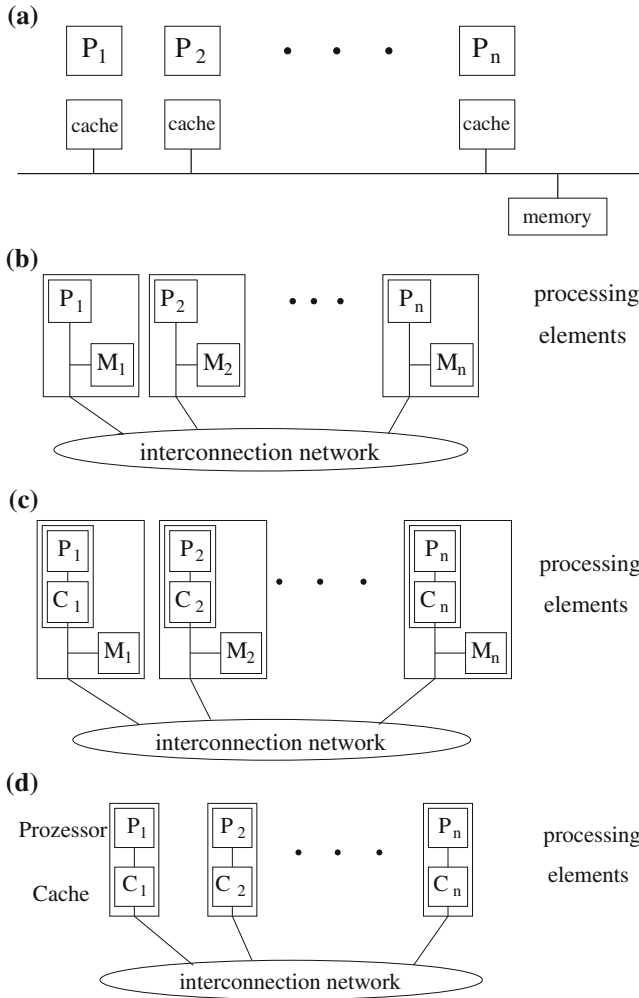 (a)
P1 P2 • • • Pn
cache cache cache
memory
(b)
P1 P2 • • • Pn processing
elements
M1 M2 Mn
interconnection network
(c)
P1 P2 Pn processing
C1 C2 • • • Cn elements
M1 M2 Mn
interconnection network
(d)
Prozessor P1 P2 • • • Pn processing
Cache C1 C2 Cn elements
interconnection network